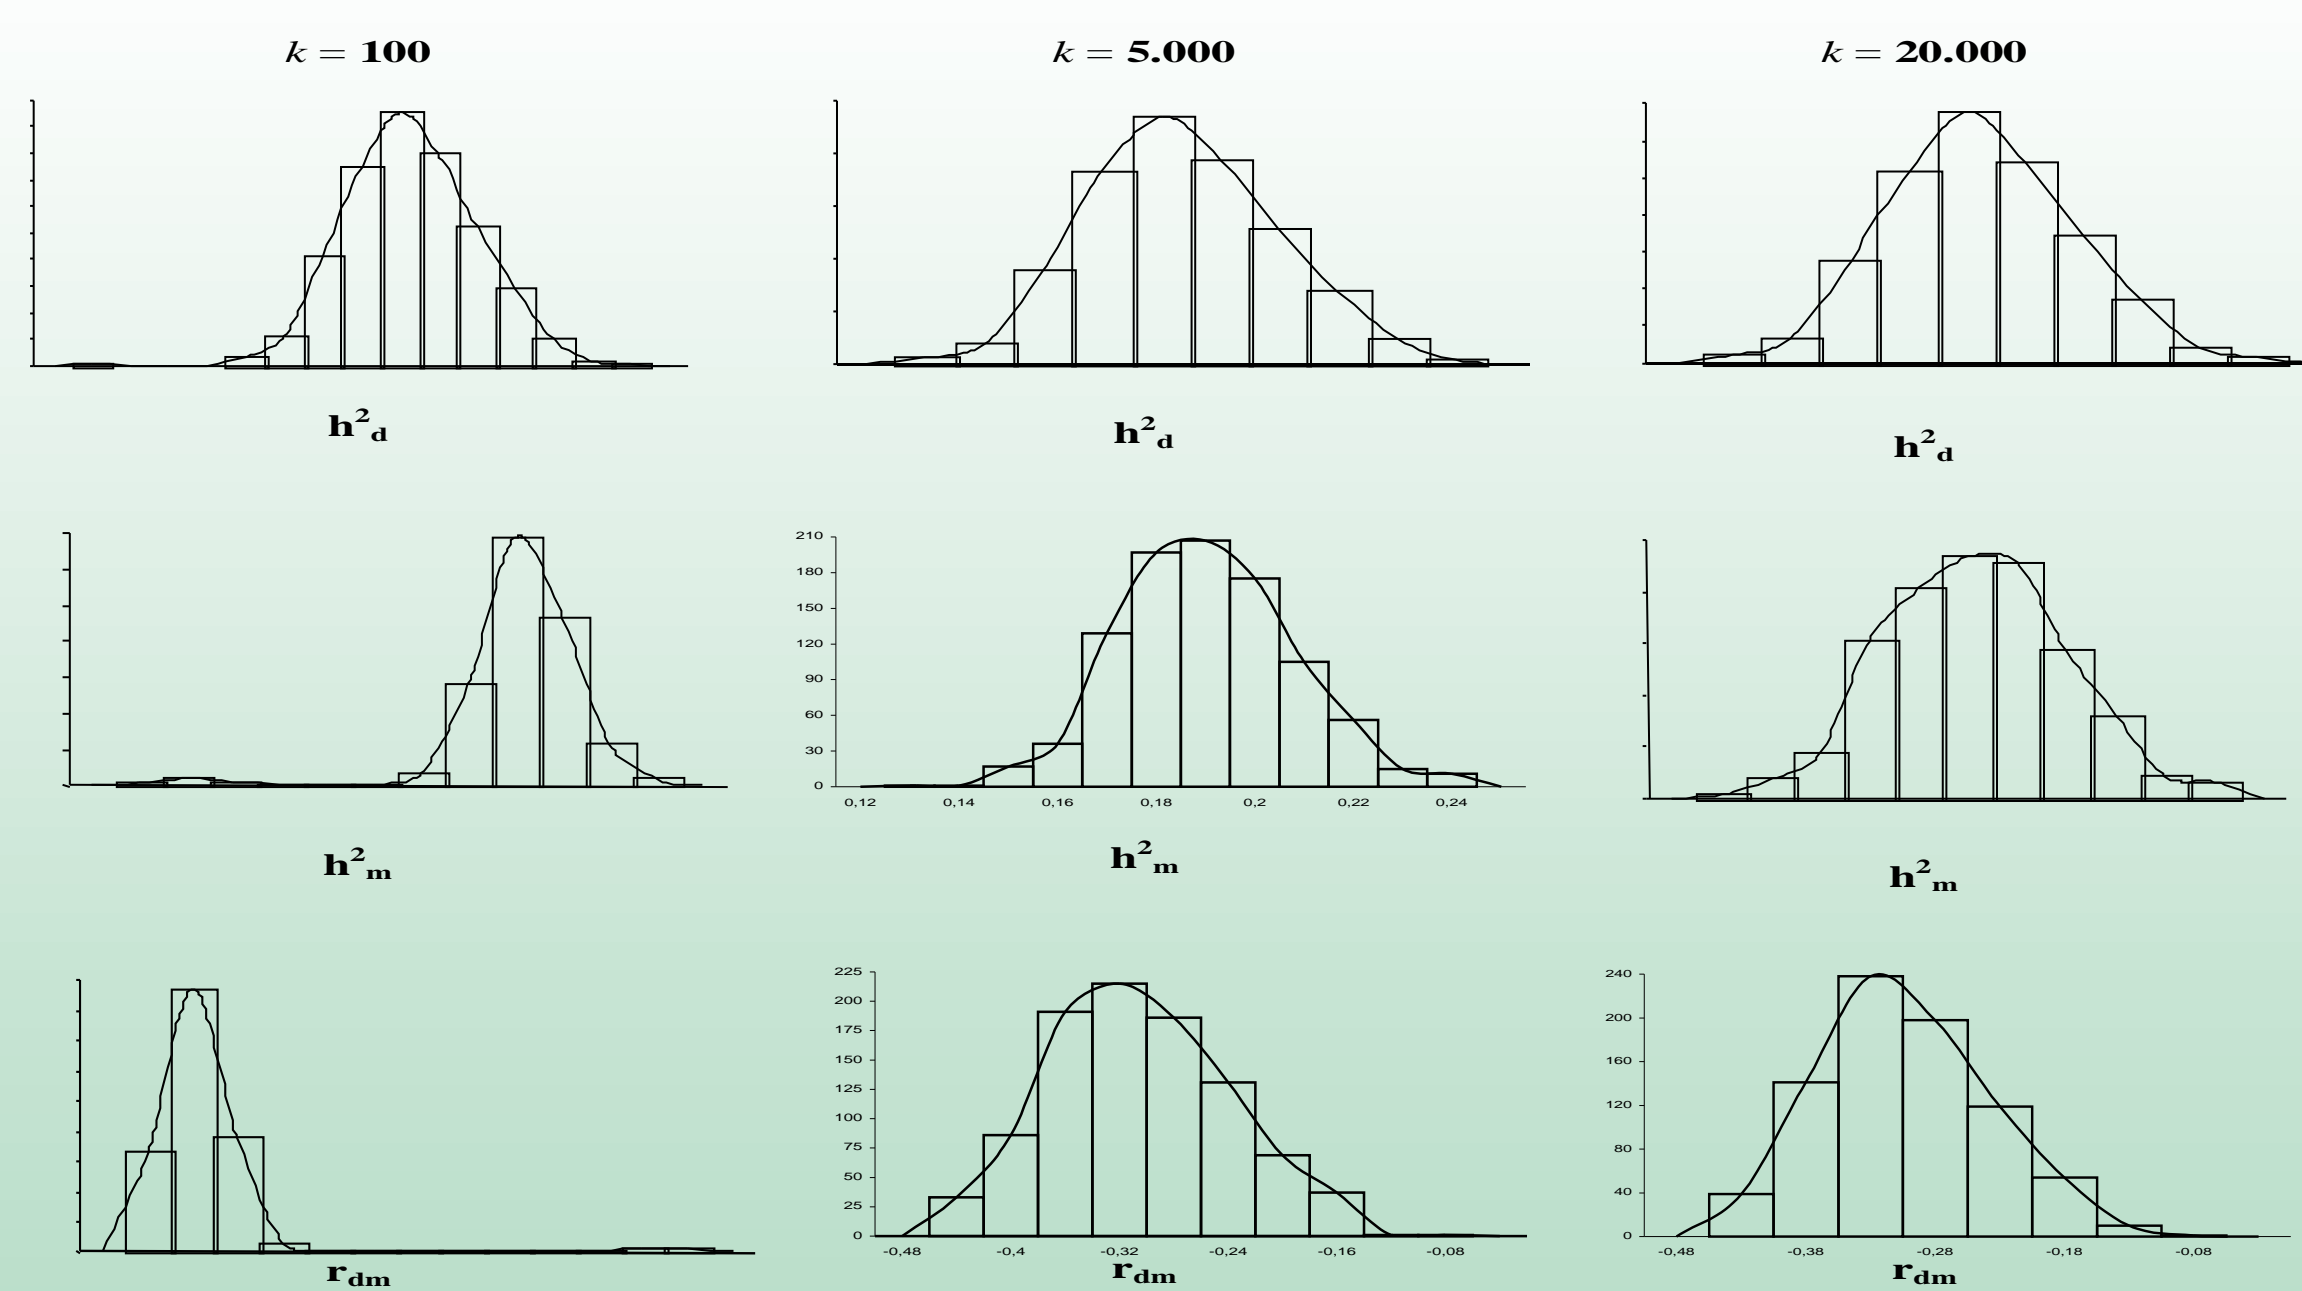 k = 100
k = 5.000
k = 20.000
h²d
h²d
h²d
210
180
150
120
90
60
30
0
0,12 0,14 0,16 0,18 0,2 0,22 0,24
h²m
h²m
h²m
225
200
175
150
125
100
75
50
25
0
-0,48 -0,4 -0,32 -0,24 -0,16 -0,08
240
200
160
120
80
40
0
-0,48 -0,38 -0,28 -0,18 -0,08
rdm
rdm
rdm